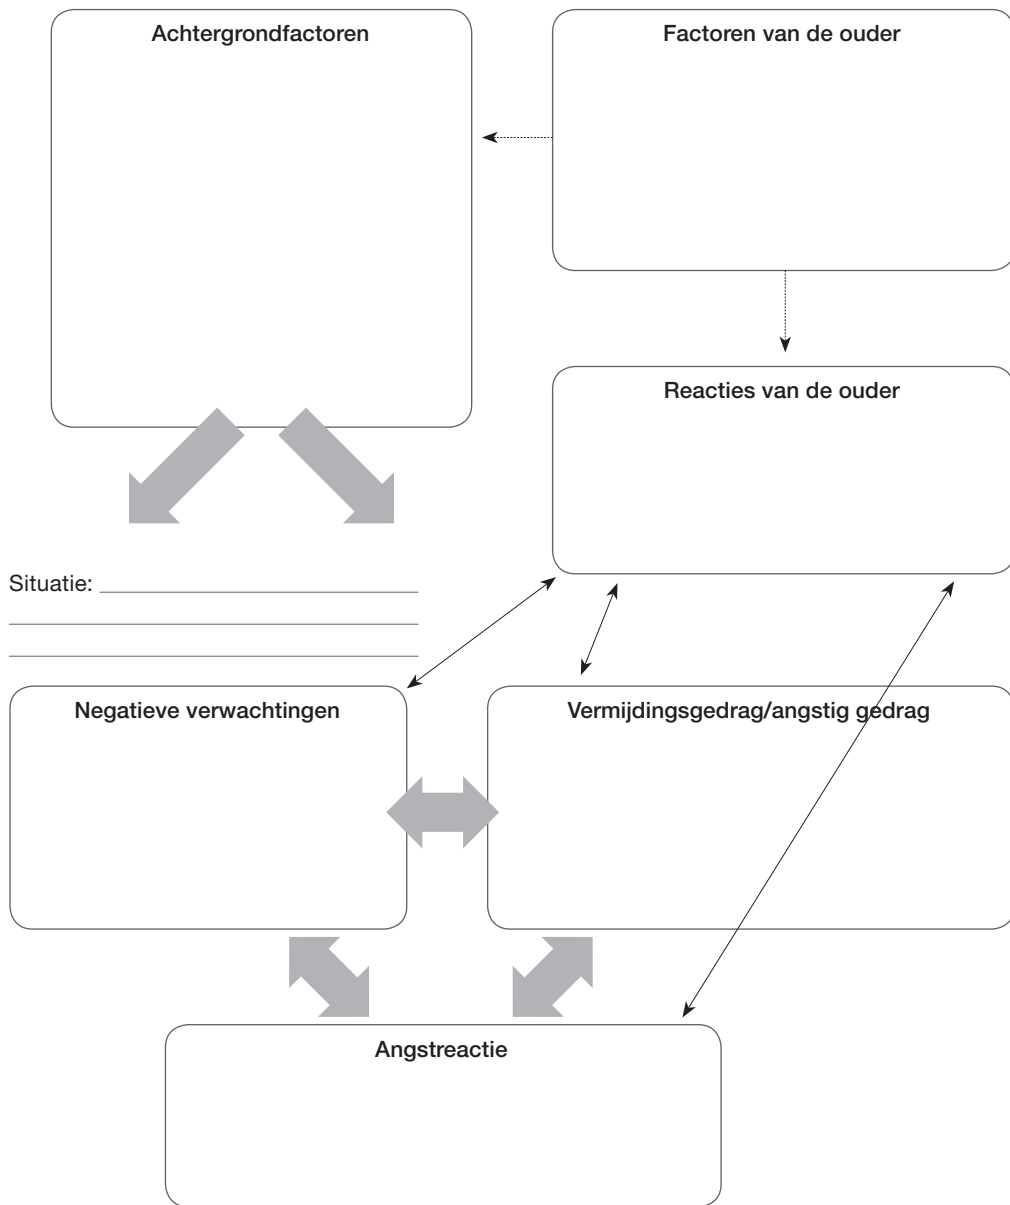 Achtergrondfactoren
Factoren van de ouder
Reacties van de ouder
Situatie:
Negatieve verwachtingen
Vermijdingsgedrag/angstig gedrag
Angstreactie